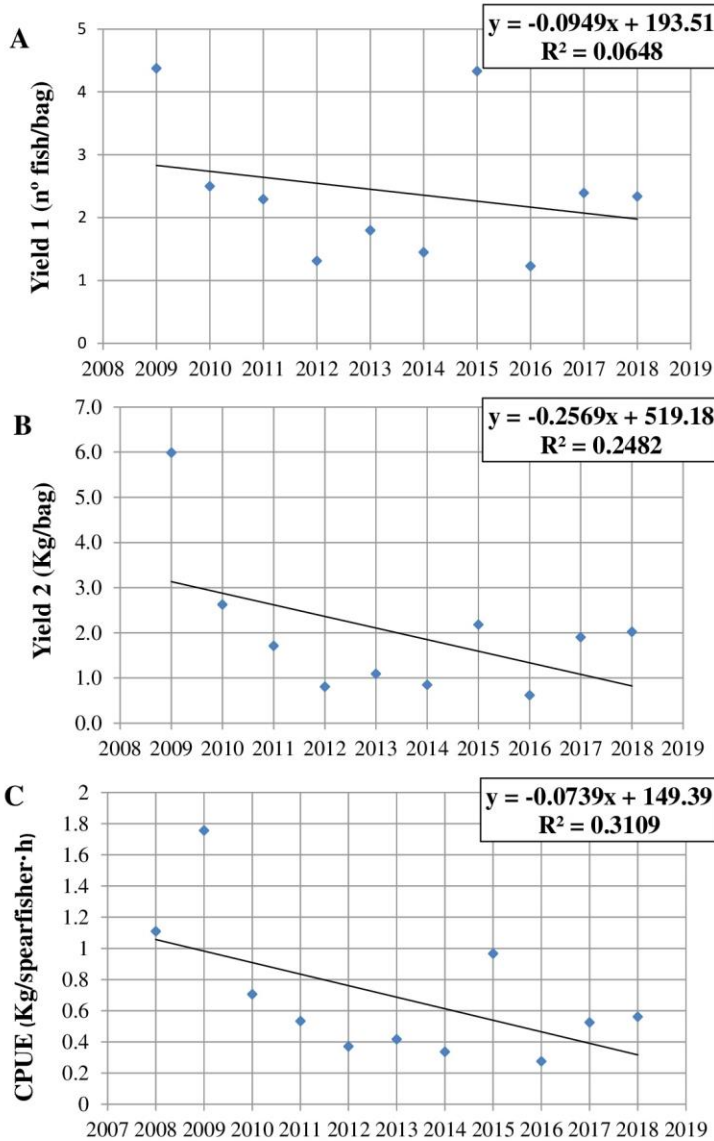 A
y = -0.0949x + 193.51
R² = 0.0648
Yield 1 (nº fish/bag)
5
4
3
2
1
0
2008 2009 2010 2011 2012 2013 2014 2015 2016 2017 2018 2019
B
y = -0.2569x + 519.18
R² = 0.2482
Yield 2 (Kg/bag)
7.0
6.0
5.0
4.0
3.0
2.0
1.0
0.0
2008 2009 2010 2011 2012 2013 2014 2015 2016 2017 2018 2019
C
y = -0.0739x + 149.39
R² = 0.3109
CPUE (Kg/spearfisher·h)
2
1.8
1.6
1.4
1.2
1
0.8
0.6
0.4
0.2
0
2007 2008 2009 2010 2011 2012 2013 2014 2015 2016 2017 2018 2019